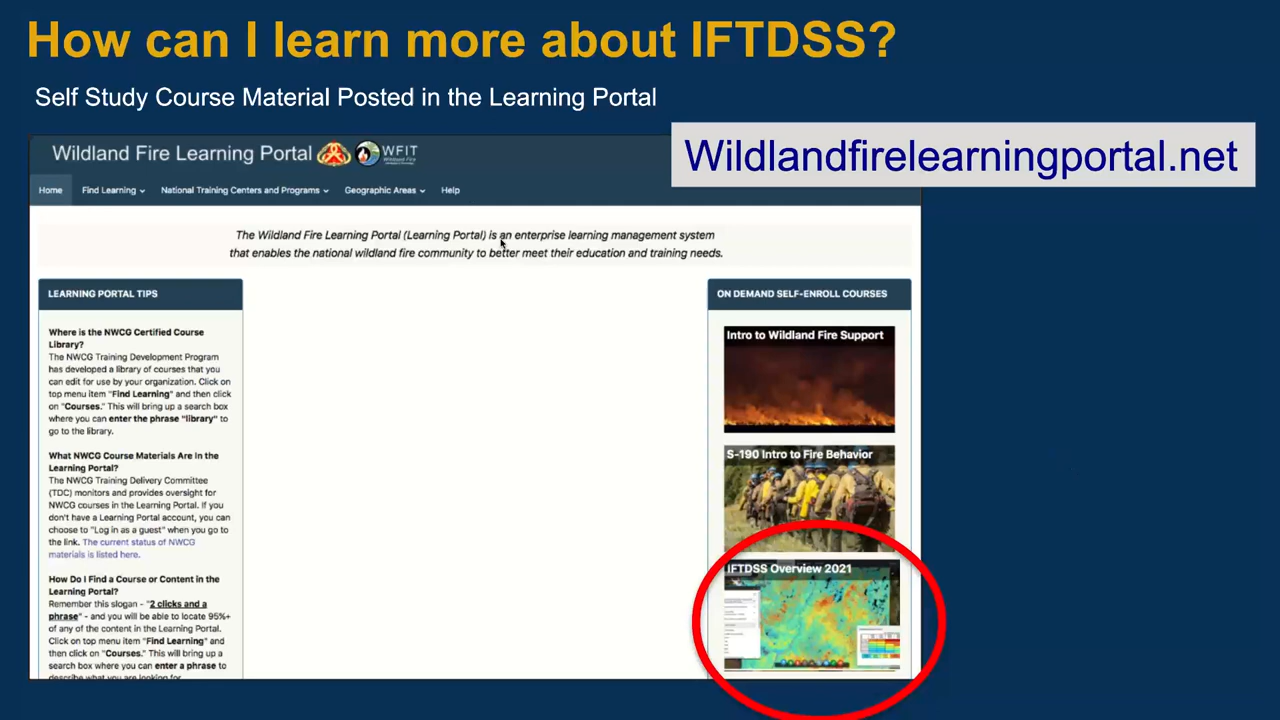 How can I learn more about IFTDSS?
Self Study Course Material Posted in the Learning Portal
Wildland Fire Learning Portal
WFIT
Wildlandfirelearningportal.net
Home
Find Learning
National Training Centers and Programs
Geographic Areas
Help
The Wildland Fire Learning Portal (Learning Portal) is an enterprise learning management system
that enables the national wildland fire community to better meet their education and training needs.
LEARNING PORTAL TIPS
Where is the NWCG Certified Course
Library?
The NWCG Training Development Program
has developed a library of courses that you
can edit for use by your organization. Click on
top menu item "Find Learning" and then click
on "Courses." This will bring up a search box
where you can enter the phrase "library" to
go to the library.
What NWCG Course Materials Are in the
Learning Portal?
The NWCG Training Delivery Committee
(TDC) monitors and provides oversight for
NWCG courses in the Learning Portal. If you
don't have a Learning Portal account, you can
choose to "Log in as a guest" when you go to
the link. The current status of NWCG
materials is listed here.
How Do I Find a Course or Content in the
Learning Portal?
Remember this slogan - "2 clicks and a
phrase" - and you will be able to locate 95%+
of any of the content in the Learning Portal.
Click on top menu item "Find Learning" and
then click on "Courses." This will bring up a
search box where you can enter a phrase to
describe what you are looking for.
ON DEMAND SELF-ENROLL COURSES
Intro to Wildland Fire Support
S-190 Intro to Fire Behavior
IFTDSS Overview 2021